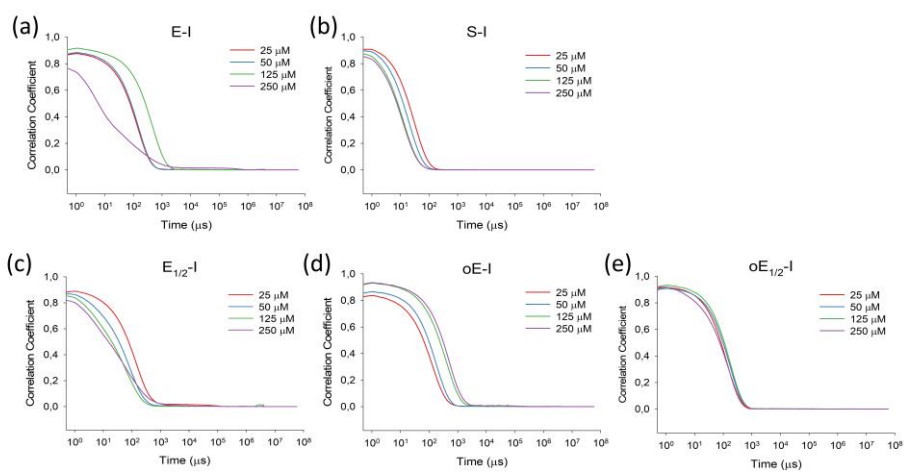 (a) E-I
Correlation Coefficient
1,0
0,8
0,6
0,4
0,2
0,0
25 μM
50 μM
125 μM
250 μM
10⁰ 10¹ 10² 10³ 10⁴ 10⁵ 10⁶ 10⁷ 10⁸
Time (μs)
(b) S-I
Correlation Coefficient
1,0
0,8
0,6
0,4
0,2
0,0
25 μM
50 μM
125 μM
250 μM
10⁰ 10¹ 10² 10³ 10⁴ 10⁵ 10⁶ 10⁷ 10⁸
Time (μs)
(c) E₁/₂-I
Correlation Coefficient
1,0
0,8
0,6
0,4
0,2
0,0
25 μM
50 μM
125 μM
250 μM
10⁰ 10¹ 10² 10³ 10⁴ 10⁵ 10⁶ 10⁷ 10⁸
Time (μs)
(d) oE-I
Correlation Coefficient
1,0
0,8
0,6
0,4
0,2
0,0
25 μM
50 μM
125 μM
250 μM
10⁰ 10¹ 10² 10³ 10⁴ 10⁵ 10⁶ 10⁷ 10⁸
Time (μs)
(e) oE₁/₂-I
Correlation Coefficient
1,0
0,8
0,6
0,4
0,2
0,0
25 μM
50 μM
125 μM
250 μM
10⁰ 10¹ 10² 10³ 10⁴ 10⁵ 10⁶ 10⁷ 10⁸
Time (μs)